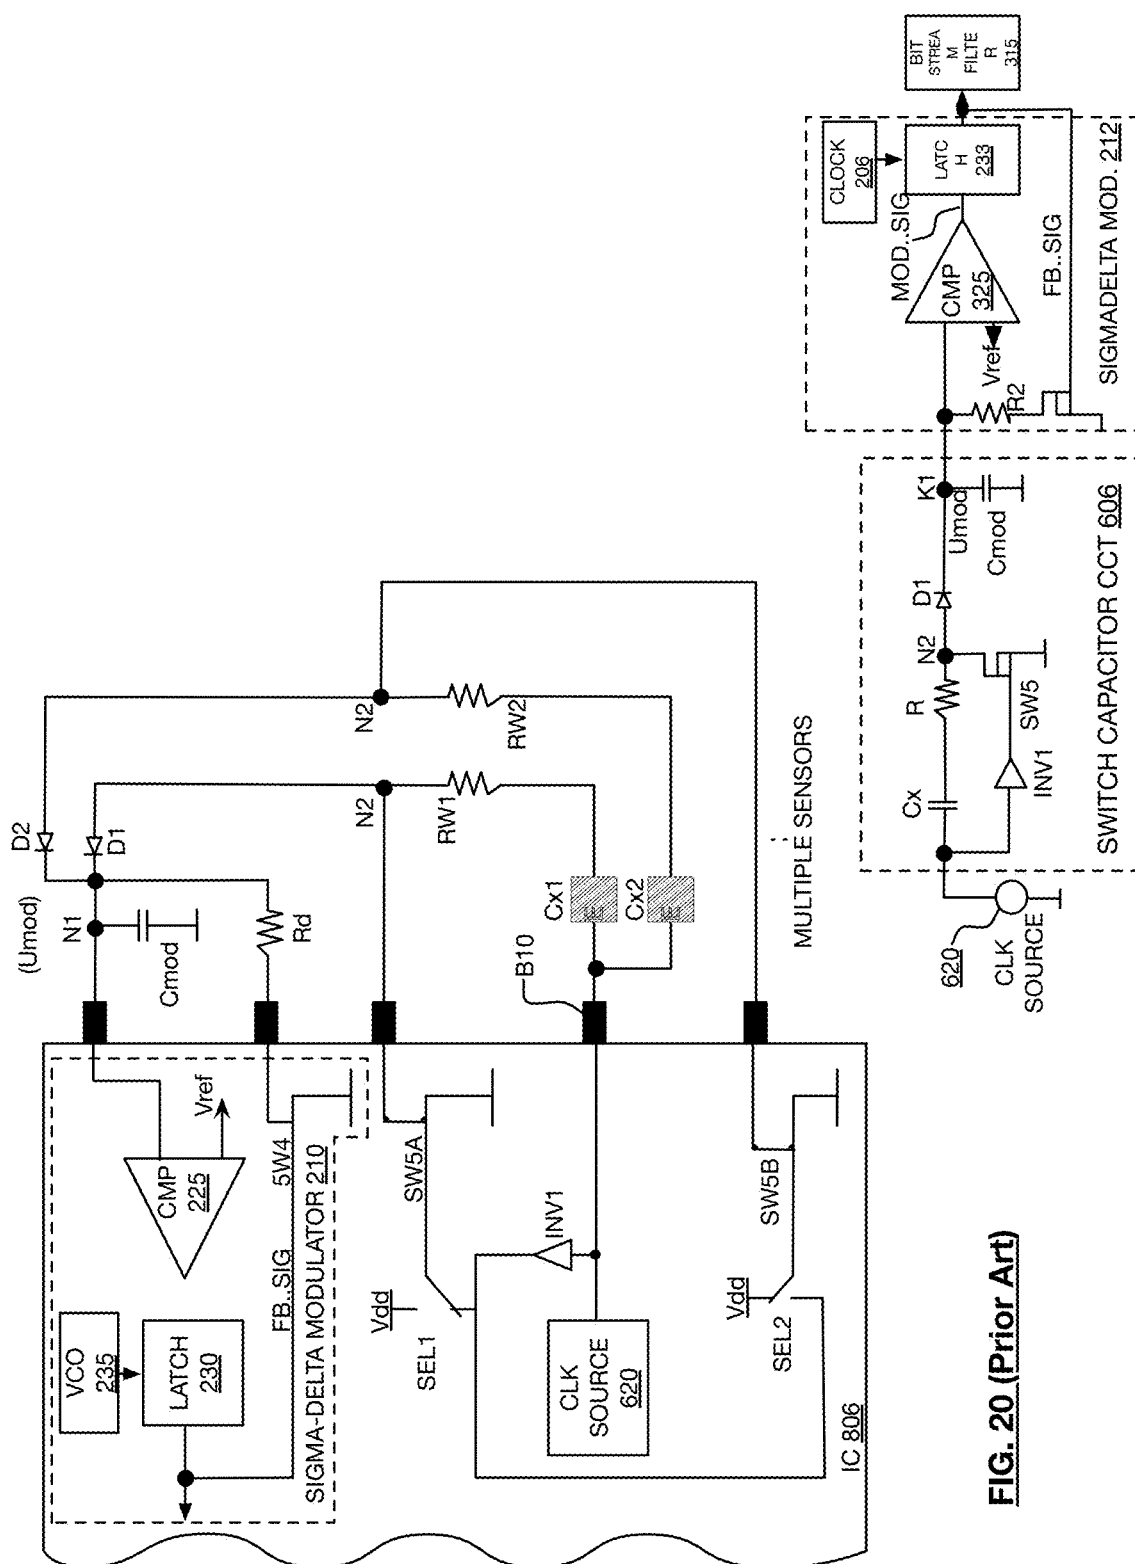 VCO
235
LATCH
230
CMP
225
Vref
FB..SIG
5W4
SIGMA-DELTA MODULATOR 210
Vdd
SEL1
SW5A
INV1
CLK
SOURCE
620
Vdd
SEL2
SW5B
IC 806
(Umod)
N1
Cmod
D2
D1
Rd
N2
N2
RW1
RW2
Cx1
E
Cx2
E
B10
MULTIPLE SENSORS
620
CLK
SOURCE
Cx
R
N2
D1
K1
Umod
Cmod
INV1
SW5
SWITCH CAPACITOR CCT 606
CLOCK
206
MOD..SIG
LATC
H
233
CMP
325
Vref
R2
FB..SIG
SIGMADELTA MOD. 212
BIT
STREA
M
FILTE
R
315
FIG. 20 (Prior Art)